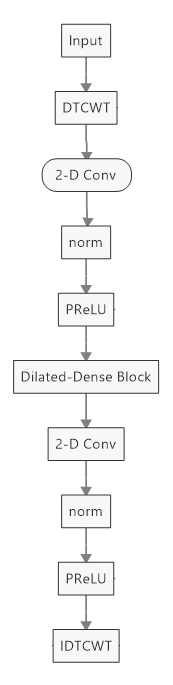 Input
DTCWT
2-D Conv
norm
PReLU
Dilated-Dense Block
2-D Conv
norm
PReLU
IDTCWT